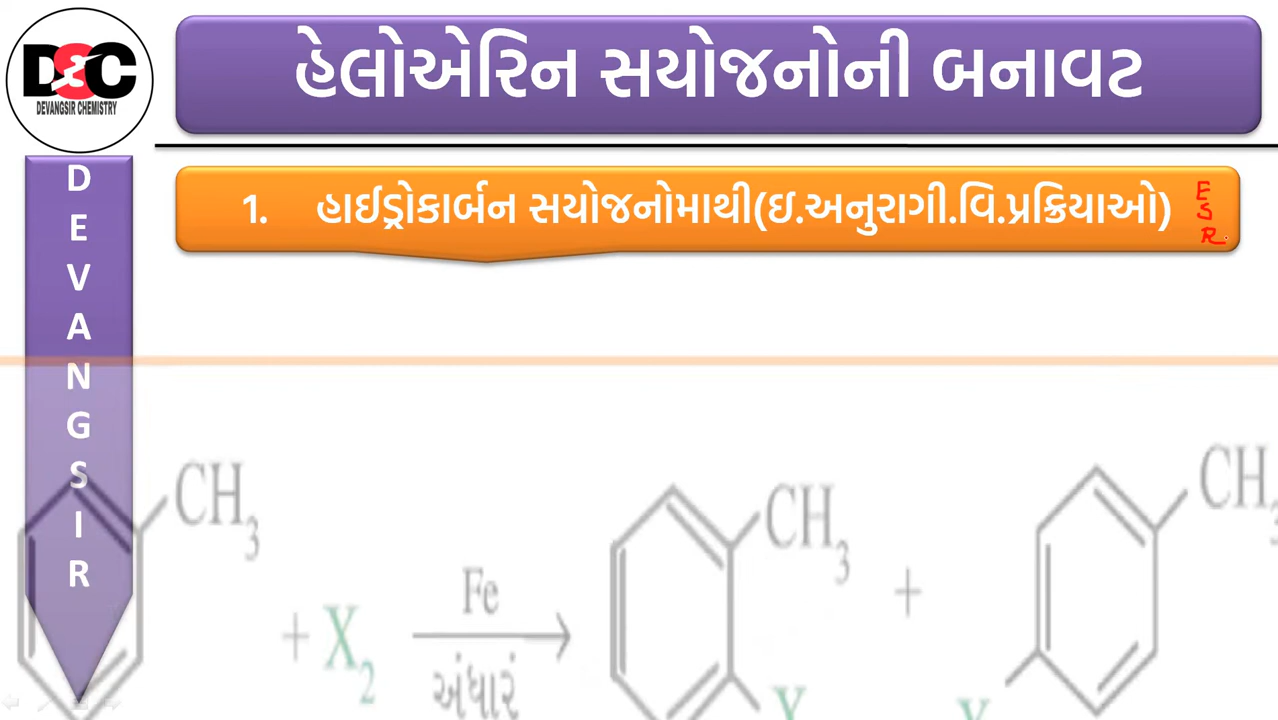 D&C
DEVANGSIR CHEMISTRY
હેલોએરિન સયોજનોની બનાવટ
1. હાઈડ્રોકાર્બન સયોજનોમાથી(ઇ.અનુરાગી.વિ.પ્રક્રિયાઓ)
E
S
R
D
E
V
A
N
G
S
I
R
CH3
+ X2
Fe
અંધારું
CH3
X
+
CH3
X